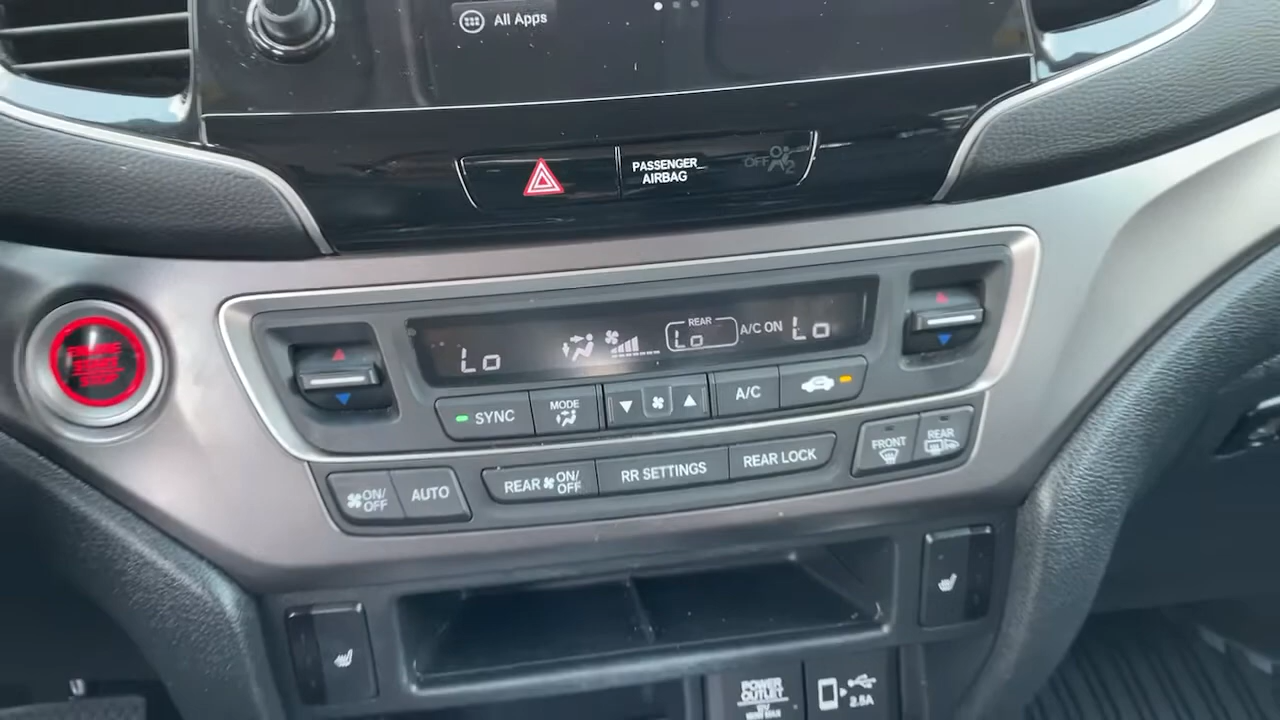 All Apps
PASSENGER
AIRBAG
OFF
2
Lo
REAR
Lo
A/C ON
Lo
SYNC
MODE
A/C
ON/
OFF
AUTO
REAR
ON/
OFF
RR SETTINGS
REAR LOCK
FRONT
REAR
POWER
OUTLET
2.5A